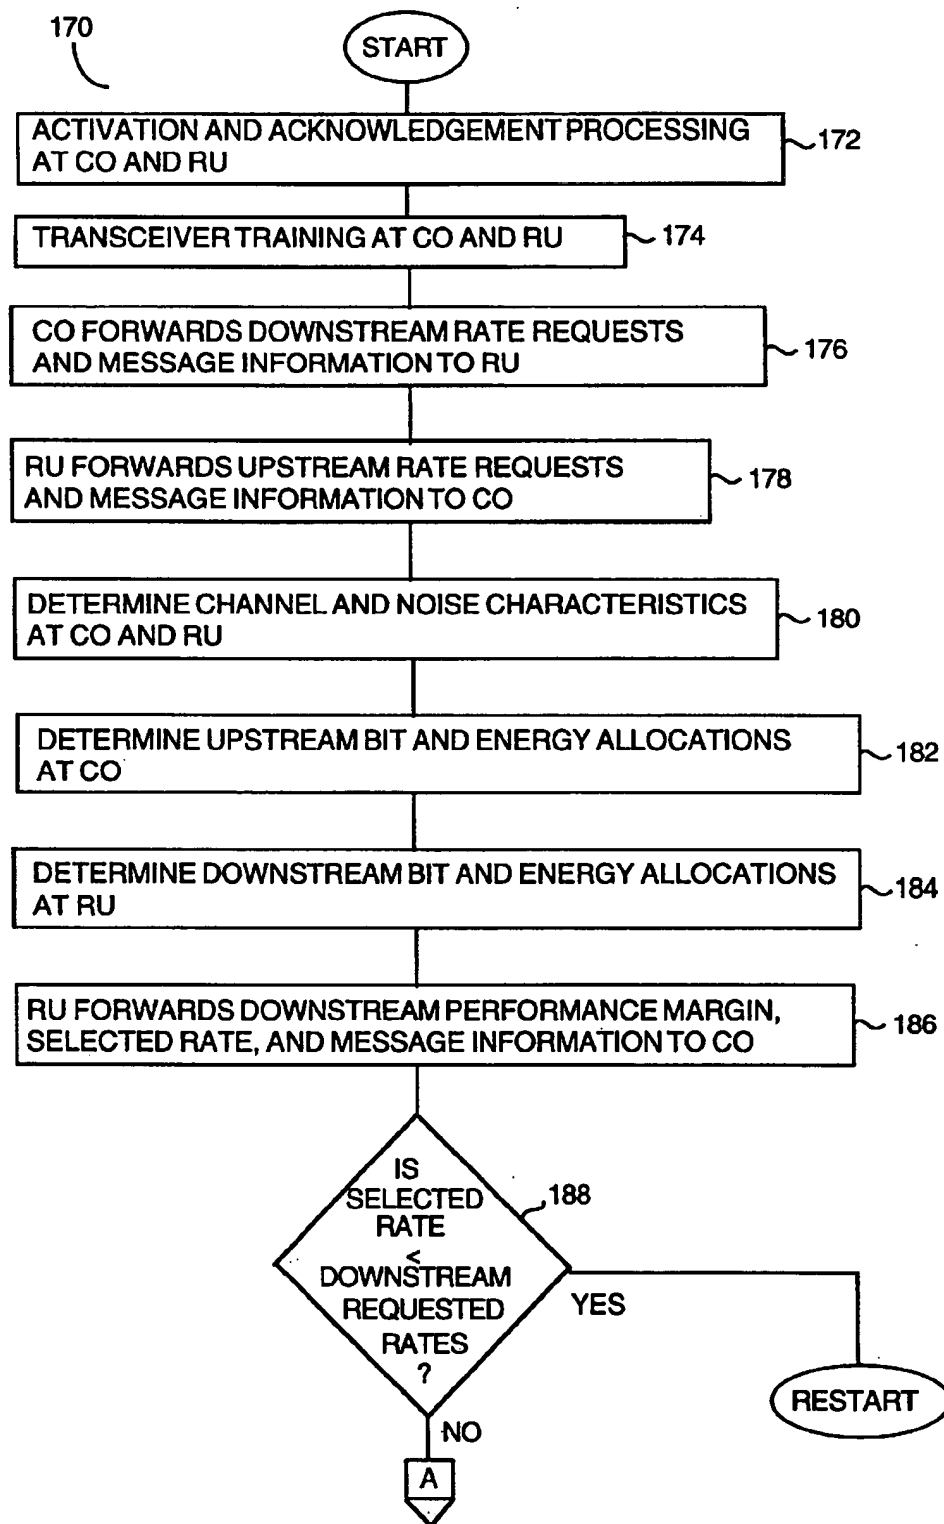 170
START
ACTIVATION AND ACKNOWLEDGEMENT PROCESSING
AT CO AND RU
172
TRANSCEIVER TRAINING AT CO AND RU
174
CO FORWARDS DOWNSTREAM RATE REQUESTS
AND MESSAGE INFORMATION TO RU
176
RU FORWARDS UPSTREAM RATE REQUESTS
AND MESSAGE INFORMATION TO CO
178
DETERMINE CHANNEL AND NOISE CHARACTERISTICS
AT CO AND RU
180
DETERMINE UPSTREAM BIT AND ENERGY ALLOCATIONS
AT CO
182
DETERMINE DOWNSTREAM BIT AND ENERGY ALLOCATIONS
AT RU
184
RU FORWARDS DOWNSTREAM PERFORMANCE MARGIN,
SELECTED RATE, AND MESSAGE INFORMATION TO CO
186
IS
SELECTED
RATE
<
DOWNSTREAM
REQUESTED
RATES
?
188
YES
RESTART
NO
A